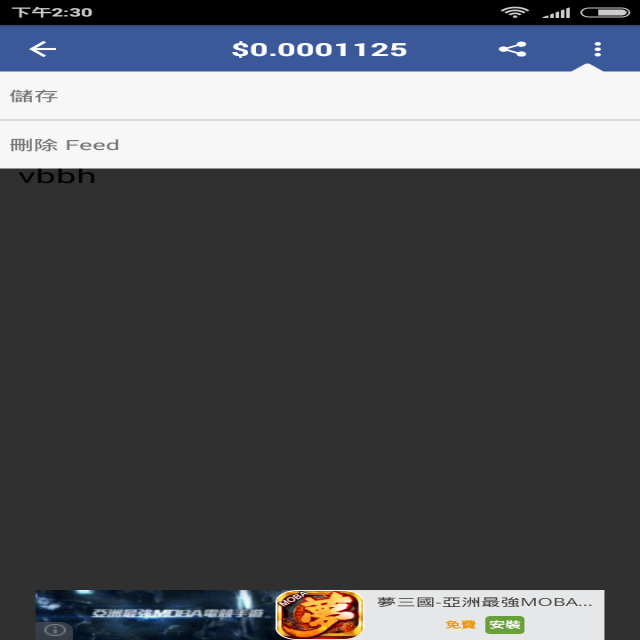 下午2:30
$0.0001125
儲存
刪除 Feed
vbbh
亞洲最強MOBA電競手遊
MOBA
夢
夢三國-亞洲最強MOBA...
免費 安裝